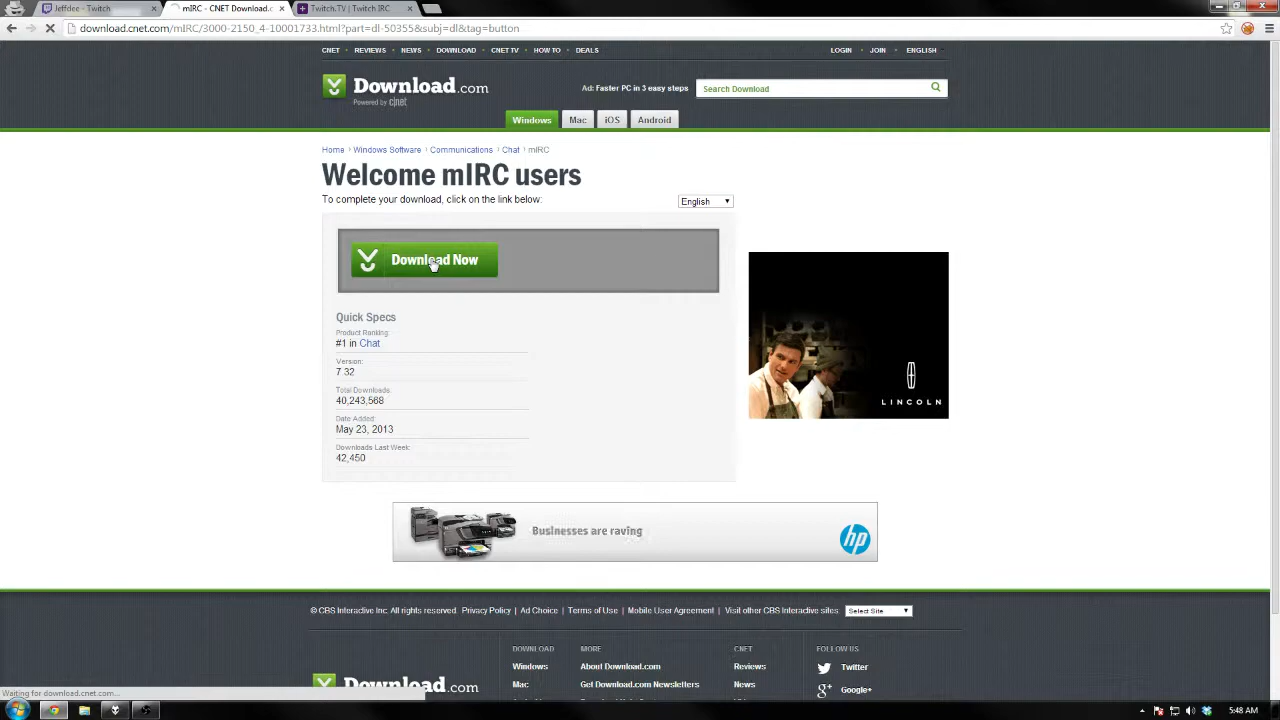 Jeffdee - Twitch
mIRC - CNET Download.c
Twitch.TV | Twitch IRC
download.cnet.com/mIRC/3000-2150_4-10001733.html?part=dl-50355&subj=dl&tag=button
CNET REVIEWS NEWS DOWNLOAD CNET TV HOW TO DEALS LOGIN JOIN ENGLISH
Download.com
Powered by c|net
Ad: Faster PC in 3 easy steps
Search Download
Windows Mac iOS Android
Home Windows Software Communications Chat mIRC
Welcome mIRC users
To complete your download, click on the link below:
English
Download Now
Quick Specs
Product Ranking:
#1 in Chat
Version:
7.32
Total Downloads:
40,243,568
Date Added:
May 23, 2013
Downloads Last Week:
42,450
LINCOLN
Businesses are raving
hp
© CBS Interactive Inc. All rights reserved. Privacy Policy | Ad Choice | Terms of Use | Mobile User Agreement | Visit other CBS Interactive sites: Select Site
DOWNLOAD MORE CNET FOLLOW US
Windows About Download.com Reviews Twitter
Download.com Mac Get Download.com Newsletters News Google+
Waiting for download.cnet.com...
5:48 AM